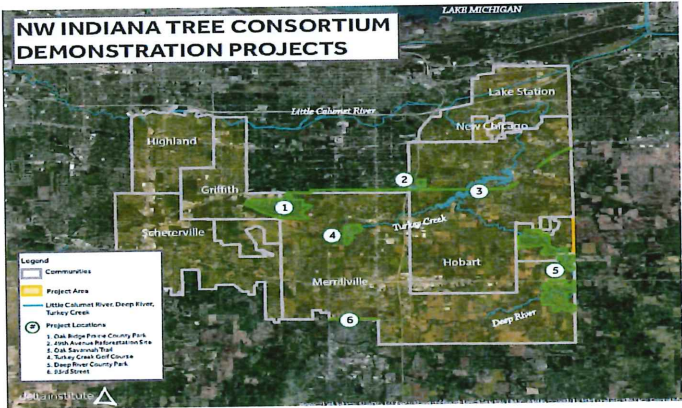 NW INDIANA TREE CONSORTIUM
DEMONSTRATION PROJECTS
LAKE MICHIGAN
Lake Station
Little Calumet River
New Chicago
Highland
2
Griffith
3
1
Turkey Creek
Schererville
4
Hobart
5
Merrillville
Deep River
6
Legend
Communities
Project Area
Little Calumet River, Deep River,
Turkey Creek
# Project Locations
1. Oak Ridge Prairie County Park
2. 49th Avenue Reforestation Site
3. Oak Savannah Trail
4. Turkey Creek Golf Course
5. Deep River County Park
6. 93rd Street
delta institute